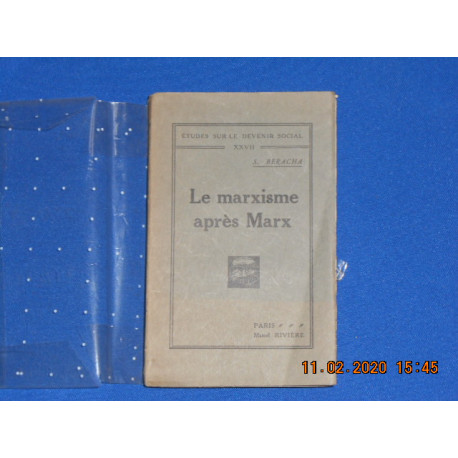 ÉTUDES SUR LE DEVENIR SOCIAL
XXVII
L. BERACHA
Le marxisme
après Marx
PARIS
Marcel RIVIÈRE
11.02.2020 15:45